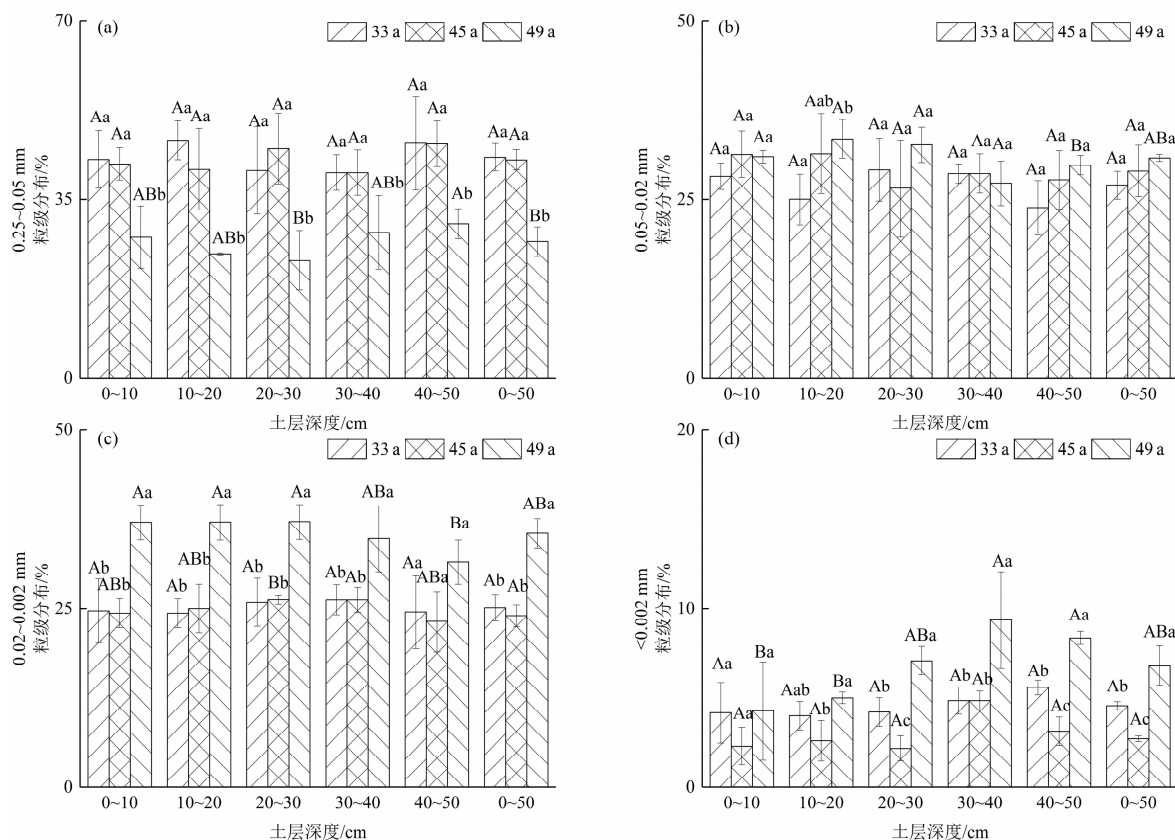 70
(a)
33 a
45 a
49 a
Aa
Aa
ABb
Aa
Aa
ABb
Aa
Aa
Bb
Aa
Aa
ABb
Aa
Aa
Ab
Aa
Aa
Bb
35
0
0.25~0.05 mm
粒级分布/%
0~10
10~20
20~30
30~40
40~50
0~50
土层深度/cm
50
(b)
33 a
45 a
49 a
Aa
Aa
Aa
Aa
Aab
Ab
Aa
Aa
Aa
Aa
Aa
Aa
Aa
Aa
Ba
Aa
Aa
ABa
25
0
0.05~0.02 mm
粒级分布/%
0~10
10~20
20~30
30~40
40~50
0~50
土层深度/cm
50
(c)
33 a
45 a
49 a
Ab
ABb
Aa
Ab
ABb
Aa
Ab
Bb
Aa
Ab
Ab
ABa
Aa
ABa
Ba
Ab
Ab
ABa
25
0
0.02~0.002 mm
粒级分布/%
0~10
10~20
20~30
30~40
40~50
0~50
土层深度/cm
20
(d)
33 a
45 a
49 a
Aa
Aa
Ba
Aab
Ab
Ba
Ab
Ac
ABa
Ab
Ab
Aa
Ab
Ac
Aa
Ab
Ac
ABa
10
0
<0.002 mm
粒级分布/%
0~10
10~20
20~30
30~40
40~50
0~50
土层深度/cm